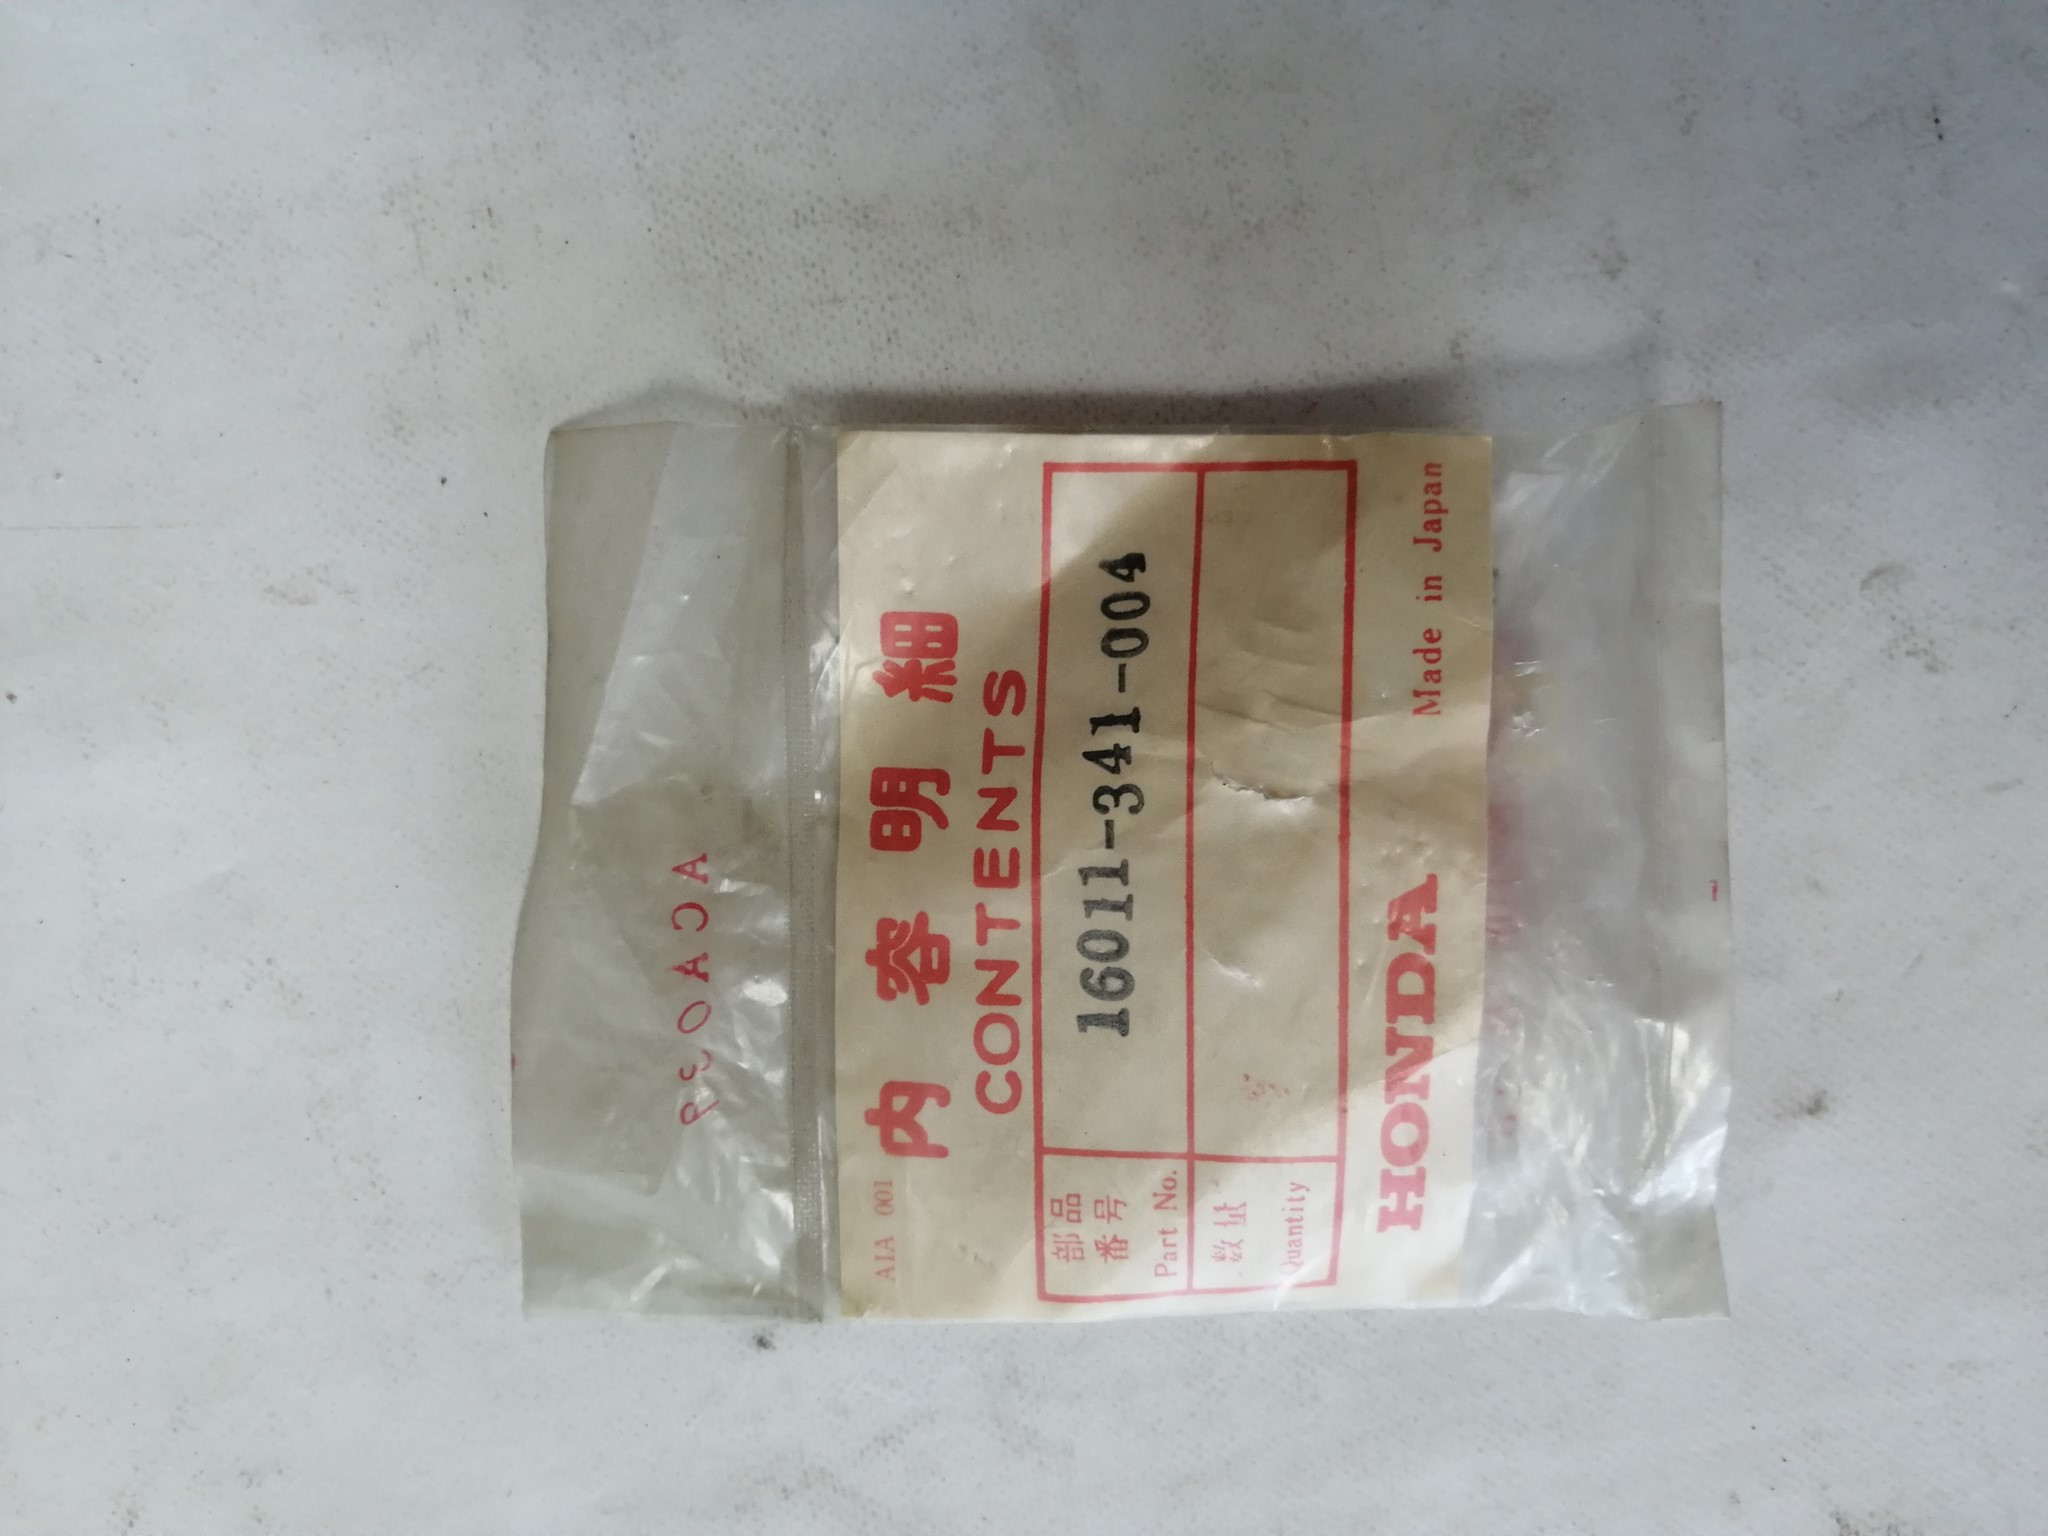 AIA 001
内容明細
CONTENTS
部品
番号
Part No.
16011-341-004
数量
Quantity
HONDA
Made in Japan